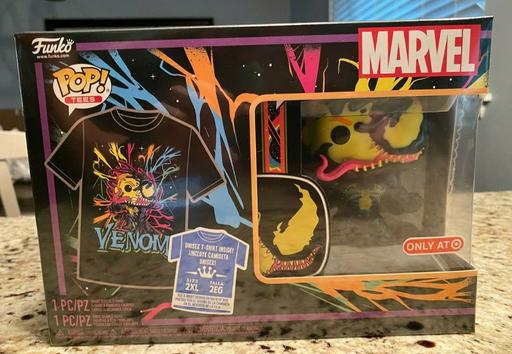 Funko
www.funko.com
MARVEL
POP!
TEES
VENOM
UNISEX T-SHIRT INSIDE!
¡INCLUYE CAMISETA
UNISEX!
SIZE TALLA
2XL 2EG
ONLY AT
1 PC/PZ
1 PC/PZ